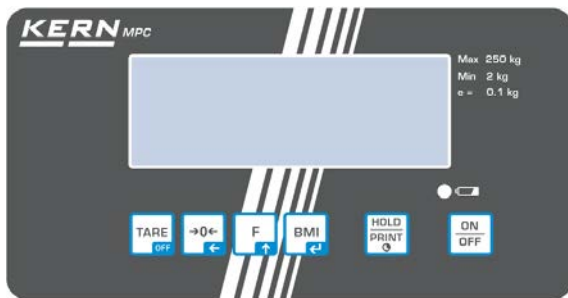 KERN MPC
Max 250 kg
Min 2 kg
e = 0.1 kg
TARE →0← F BMI HOLD ON
OFF ← ↑ ↵ PRINT OFF